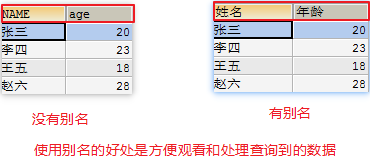 NAME age
张三 20
李四 23
王五 18
赵六 28
没有别名
姓名 年龄
张三 20
李四 23
王五 18
赵六 28
有别名
使用别名的好处是方便观看和处理查询到的数据